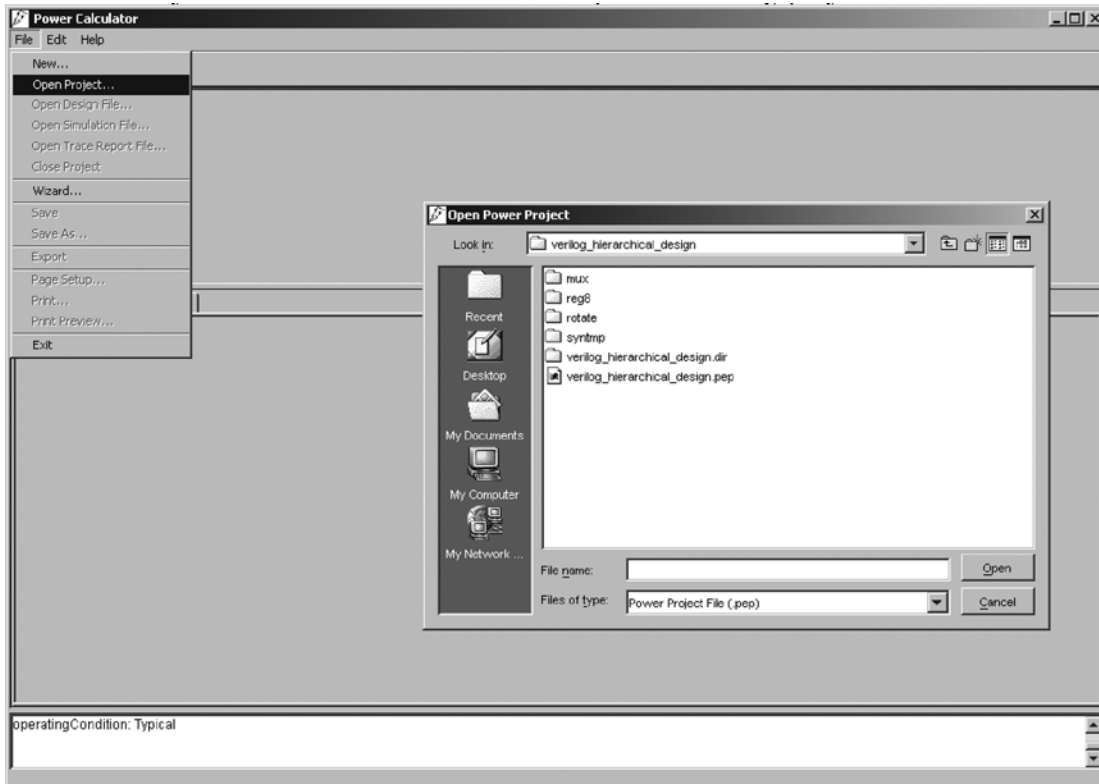 Power Calculator
File Edt Help
New...
Open Project...
Open Design File...
Open Simulation File...
Open Trace Report File...
Close Project
Wizard...
Save
Save As...
Export
Page Setup...
Print...
Print Preview...
Exit
Open Power Project
Look in: verilog_hierarchical_design
mux
reg8
rotate
syntmp
verilog_hierarchical_design.dir
verilog_hierarchical_design.pep
Recent
Desktop
My Documents
My Computer
My Network ...
File name: Open
Files of type: Power Project File (.pep) Cancel
operatingCondition: Typical